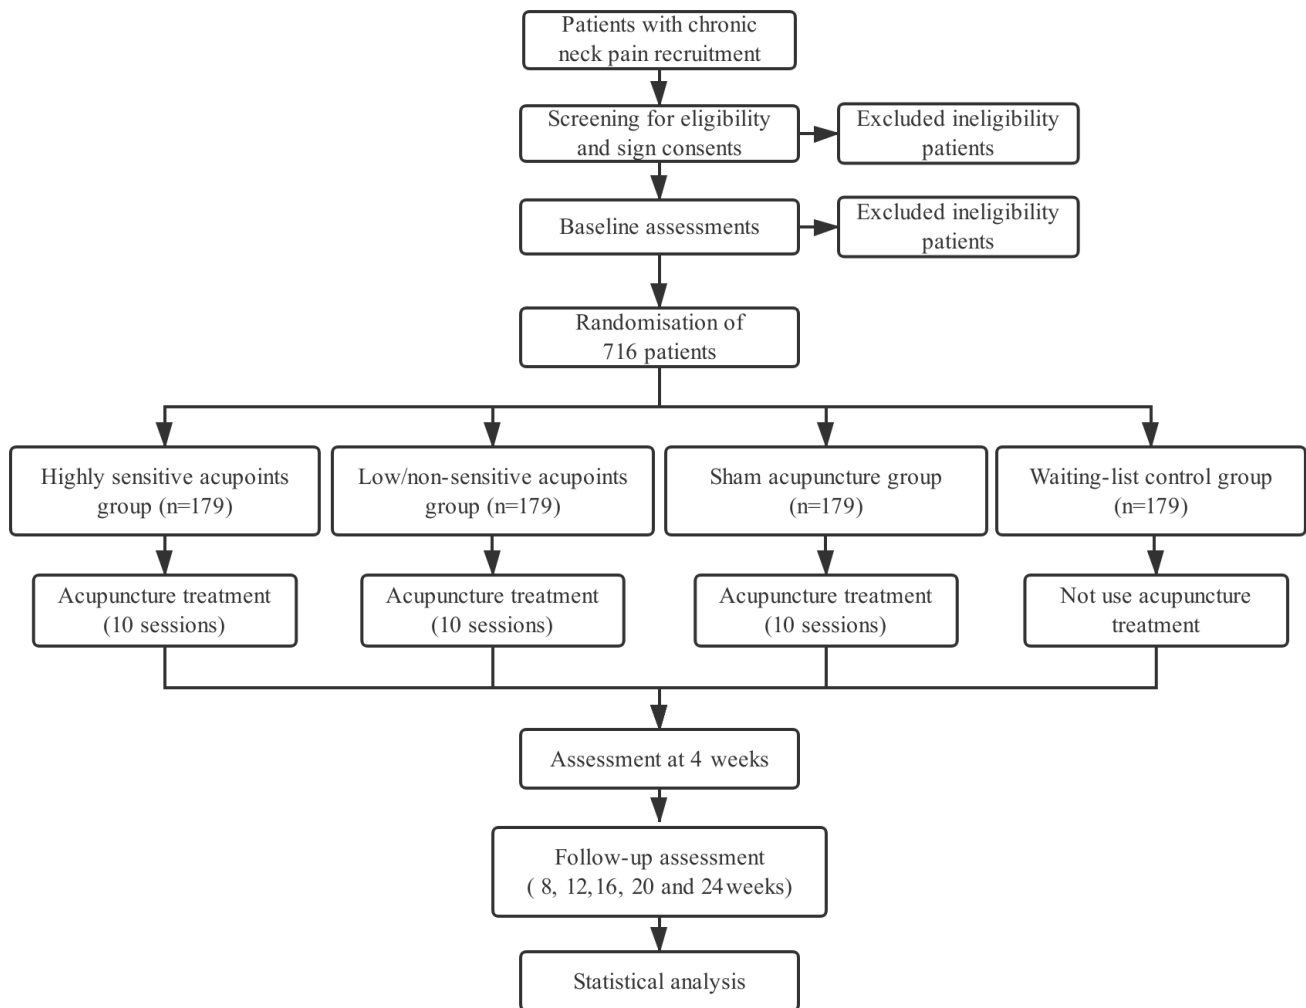 Patients with chronic
neck pain recruitment
Screening for eligibility
and sign consents
Excluded ineligibility
patients
Baseline assessments
Excluded ineligibility
patients
Randomisation of
716 patients
Highly sensitive acupoints
group (n=179)
Low/non-sensitive acupoints
group (n=179)
Sham acupuncture group
(n=179)
Waiting-list control group
(n=179)
Acupuncture treatment
(10 sessions)
Acupuncture treatment
(10 sessions)
Acupuncture treatment
(10 sessions)
Not use acupuncture
treatment
Assessment at 4 weeks
Follow-up assessment
( 8, 12,16, 20 and 24weeks)
Statistical analysis